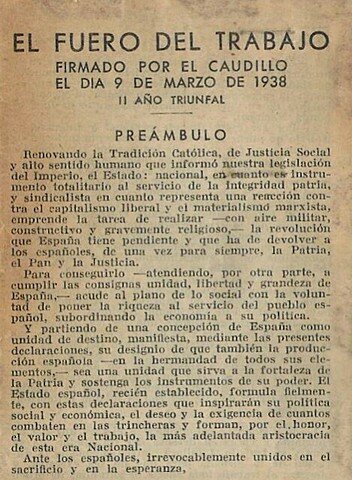 EL FUERO DEL TRABAJO
FIRMADO POR EL CAUDILLO
EL DIA 9 DE MARZO DE 1938
II AÑO TRIUNFAL
PREÁMBULO
Renovando la Tradición Católica, de Justicia Social
y alto sentido humano que informó nuestra legislación
del Imperio, el Estado: nacional, en cuanto es instru-
mento totalitario al servicio de la integridad patria,
y sindicalista en cuanto representa una reacción con-
tra el capitalismo liberal y el materialismo marxista,
emprende la tarea de realizar —con aire militar,
constructivo y gravemente religioso,— la revolución
que España tiene pendiente y que ha de devolver a
los españoles, de una vez para siempre, la Patria,
el Pan y la Justicia.
Para conseguirlo —atendiendo, por otra parte, a
cumplir las consignas unidad, libertad y grandeza de
España,— acude al plano de lo social con la volun-
tad de poner la riqueza al servicio del pueblo es-
pañol, subordinando la economía a su política.
Y partiendo de una concepción de España como
unidad de destino, manifiesta, mediante las presentes
declaraciones, su designio de que también la produc-
ción española —en la hermandad de todos sus ele-
mentos,— sea una unidad que sirva a la fortaleza de
la Patria y sostenga los instrumentos de su poder. El
Estado español, recién establecido, formula fielmen-
te, con estas declaraciones que inspirarán su política
social y económica, el deseo y la exigencia de cuantos
combaten en las trincheras y forman, por el honor,
el valor y el trabajo, la más adelantada aristocracia
de esta era Nacional.
Ante los españoles, irrevocablemente unidos en el
sacrificio y en la esperanza,